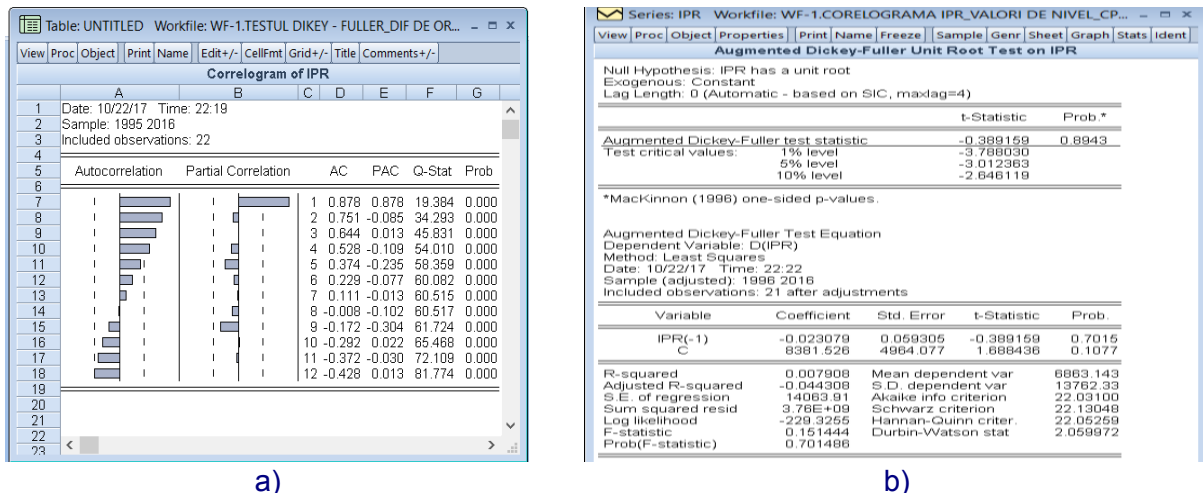 Table: UNTITLED Workfile: WF-1.TESTUL DIKEY - FULLER_DIF DE OR...
View Proc Object Print Name Edit+/- CellFmt Grid+/- Title Comments+/-
Correlogram of IPR
A B C D E F G
1 Date: 10/22/17 Time: 22:19
2 Sample: 1995 2016
3 Included observations: 22
4
5 Autocorrelation Partial Correlation AC PAC Q-Stat Prob
6
7 1 0.878 0.878 19.384 0.000
8 2 0.751 -0.085 34.293 0.000
9 3 0.644 0.013 45.831 0.000
10 4 0.528 -0.109 54.010 0.000
11 5 0.374 -0.235 58.359 0.000
12 6 0.229 -0.077 60.082 0.000
13 7 0.111 -0.013 60.515 0.000
14 8 -0.008 -0.102 60.517 0.000
15 9 -0.172 -0.304 61.724 0.000
16 10 -0.292 0.022 65.468 0.000
17 11 -0.372 -0.030 72.109 0.000
18 12 -0.428 0.013 81.774 0.000
19
20
21
22
23
a)
Series: IPR Workfile: WF-1.CORELOGRAMA IPR_VALORI DE NIVEL_CP...
View Proc Object Properties Print Name Freeze Sample Genr Sheet Graph Stats Ident
Augmented Dickey-Fuller Unit Root Test on IPR
Null Hypothesis: IPR has a unit root
Exogenous: Constant
Lag Length: 0 (Automatic - based on SIC, maxlag=4)
t-Statistic Prob.*
Augmented Dickey-Fuller test statistic -0.389159 0.8943
Test critical values: 1% level -3.788030
5% level -3.012363
10% level -2.646119
*MacKinnon (1996) one-sided p-values.
Augmented Dickey-Fuller Test Equation
Dependent Variable: D(IPR)
Method: Least Squares
Date: 10/22/17 Time: 22:22
Sample (adjusted): 1996 2016
Included observations: 21 after adjustments
Variable Coefficient Std. Error t-Statistic Prob.
IPR(-1) -0.023079 0.059305 -0.389159 0.7015
C 8381.526 4964.077 1.688436 0.1077
R-squared 0.007908 Mean dependent var 6863.143
Adjusted R-squared -0.044308 S.D. dependent var 13762.33
S.E. of regression 14063.91 Akaike info criterion 22.03100
Sum squared resid 3.76E+09 Schwarz criterion 22.13048
Log likelihood -229.3255 Hannan-Quinn criter. 22.05259
F-statistic 0.151444 Durbin-Watson stat 2.059972
Prob(F-statistic) 0.701486
b)